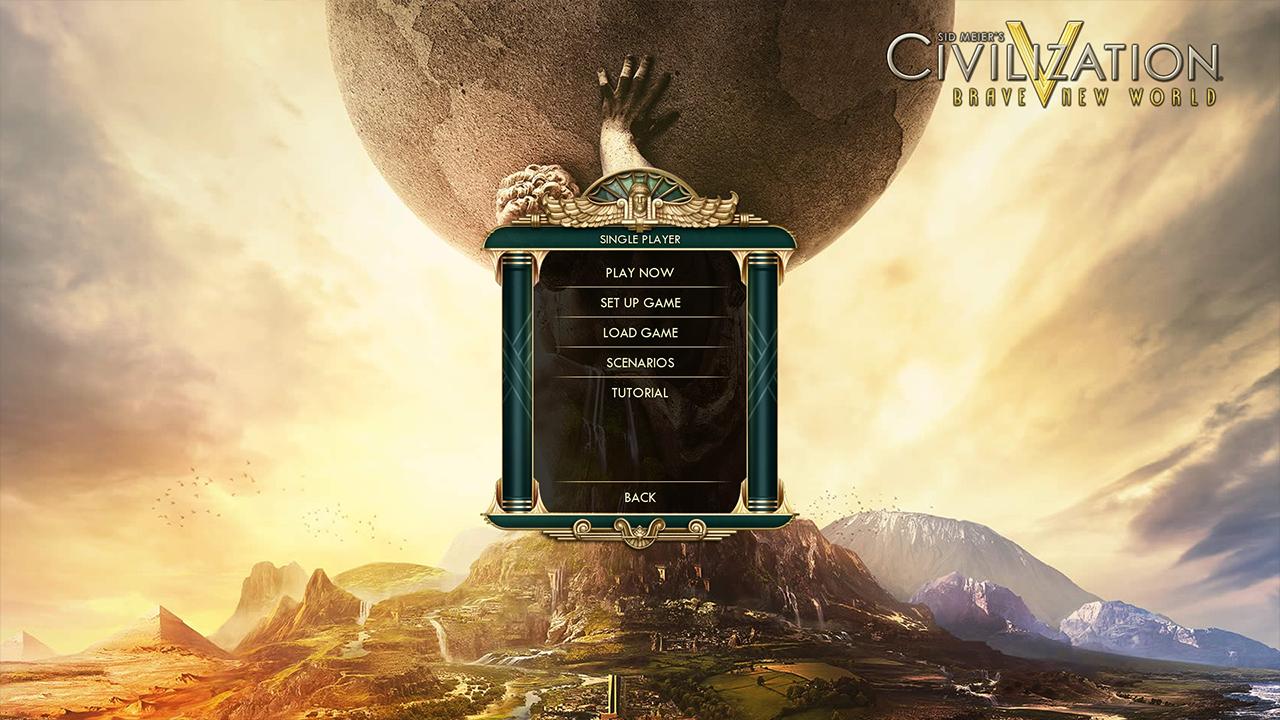 SID MEIER'S
CIVILIZATION V
BRAVE NEW WORLD
SINGLE PLAYER
PLAY NOW
SET UP GAME
LOAD GAME
SCENARIOS
TUTORIAL
BACK